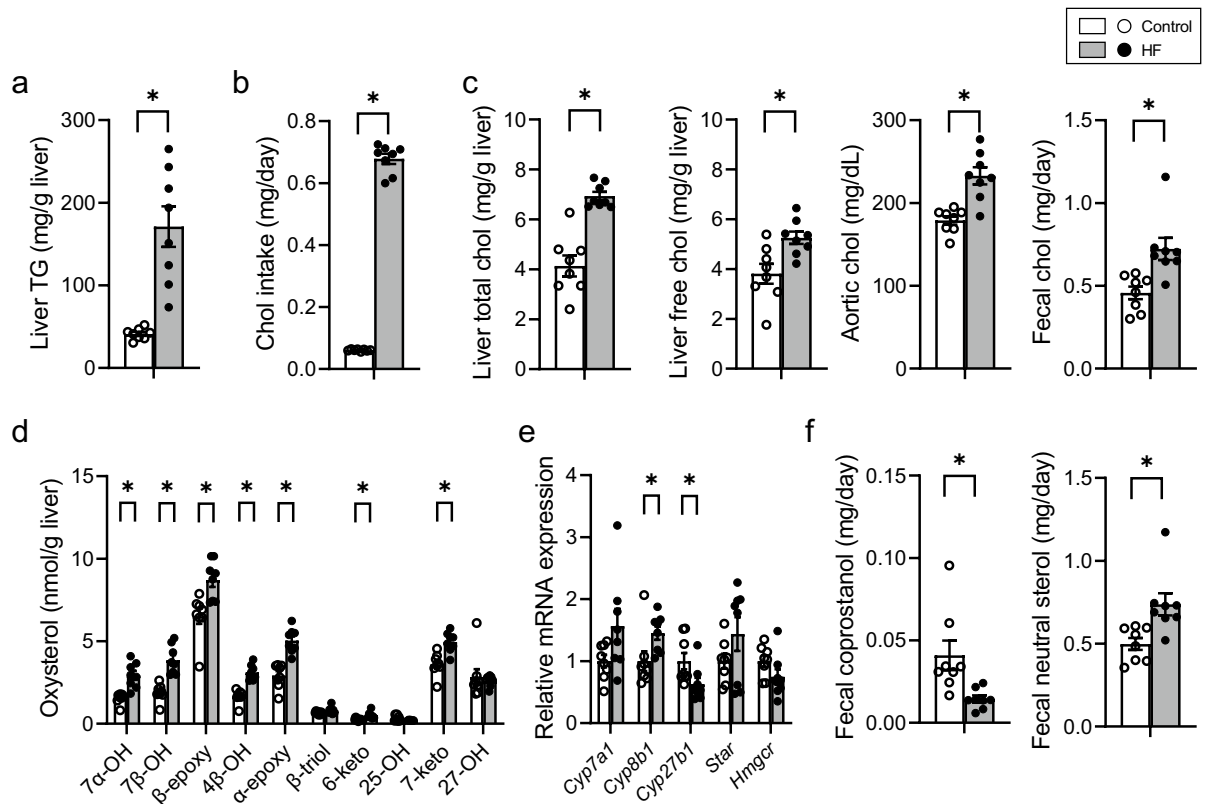 Control
HF
a
b
c
*
*
*
*
*
*
Liver TG (mg/g liver)
300
200
100
0
Chol intake (mg/day)
0.8
0.6
0.4
0.2
0.0
Liver total chol (mg/g liver)
10
8
6
4
2
0
Liver free chol (mg/g liver)
10
8
6
4
2
0
Aortic chol (mg/dL)
300
200
100
0
Fecal chol (mg/day)
1.5
1.0
0.5
0.0
d
e
f
Oxysterol (nmol/g liver)
15
10
5
0
* * * * * * *
7α-OH
7β-OH
β-epoxy
4β-OH
α-epoxy
β-triol
6-keto
25-OH
7-keto
27-OH
Relative mRNA expression
4
3
2
1
0
* *
Cyp7a1
Cyp8b1
Cyp27b1
Star
Hmgcr
Fecal coprostanol (mg/day)
0.15
0.10
0.05
0.00
*
Fecal neutral sterol (mg/day)
1.5
1.0
0.5
0.0
*